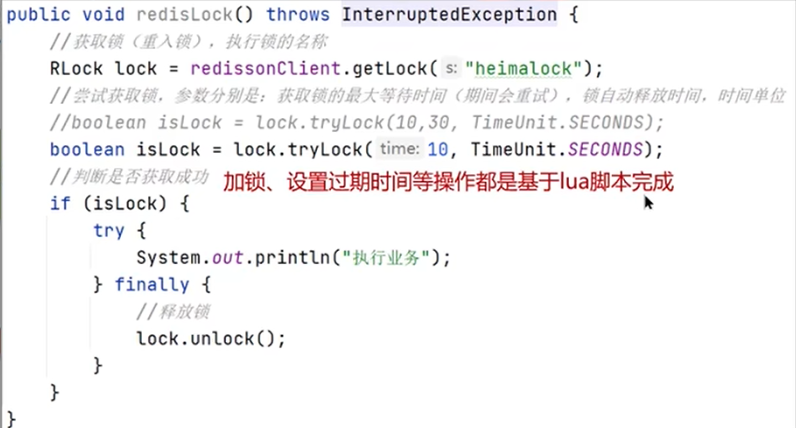 public void redisLock() throws InterruptedException {
//获取锁（重入锁），执行锁的名称
RLock lock = redissonClient.getLock( s: "heimalock");
//尝试获取锁，参数分别是：获取锁的最大等待时间（期间会重试），锁自动释放时间，时间单位
//boolean isLock = lock.tryLock(10,30, TimeUnit.SECONDS);
boolean isLock = lock.tryLock( time: 10, TimeUnit.SECONDS);
//判断是否获取成功 加锁、设置过期时间等操作都是基于lua脚本完成
if (isLock) {
try {
System.out.println("执行业务");
} finally {
//释放锁
lock.unlock();
}
}
}